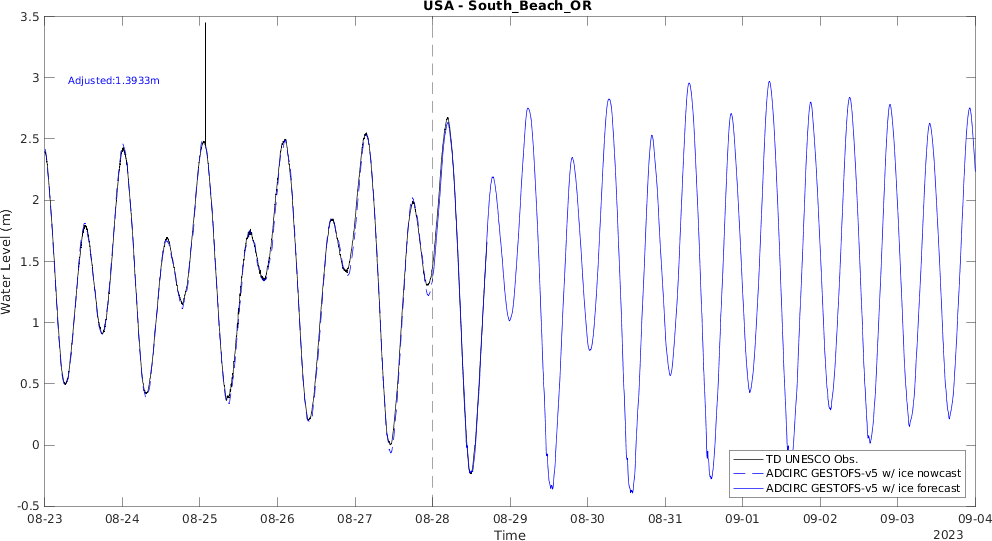 USA - South_Beach_OR
3.5
3
2.5
2
1.5
1
0.5
0
-0.5
Water Level (m)
Adjusted:1.3933m
TD UNESCO Obs.
ADCIRC GESTOFS-v5 w/ ice nowcast
ADCIRC GESTOFS-v5 w/ ice forecast
08-23 08-24 08-25 08-26 08-27 08-28 08-29 08-30 08-31 09-01 09-02 09-03 09-04
Time
2023